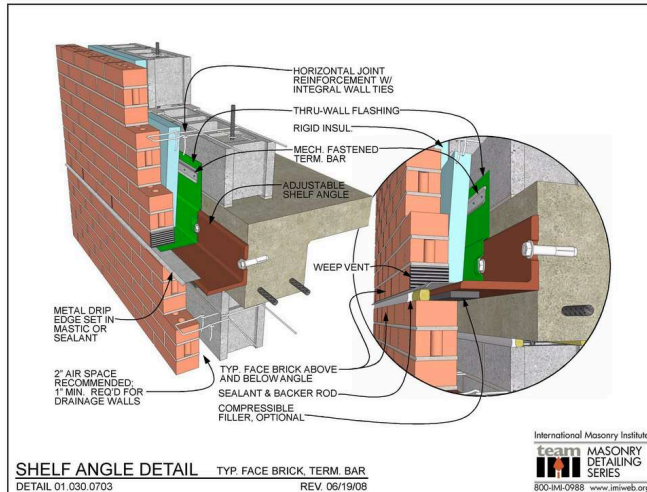 HORIZONTAL JOINT
REINFORCEMENT W/
INTEGRAL WALL TIES
THRU-WALL FLASHING
RIGID INSUL
MECH. FASTENED
TERM. BAR
ADJUSTABLE
SHELF ANGLE
WEEP VENT
METAL DRIP
EDGE SET IN
MASTIC OR
SEALANT
2" AIR SPACE
RECOMMENDED;
1" MIN. REQ'D FOR
DRAINAGE WALLS
TYP. FACE BRICK ABOVE
AND BELOW ANGLE
SEALANT & BACKER ROD
COMPRESSIBLE
FILLER, OPTIONAL
SHELF ANGLE DETAIL TYP. FACE BRICK, TERM. BAR
DETAIL 01.030.0703 REV. 06/19/08
International Masonry Institute
team IMI
MASONRY
DETAILING
SERIES
800-IMI-0988 www.imiweb.org